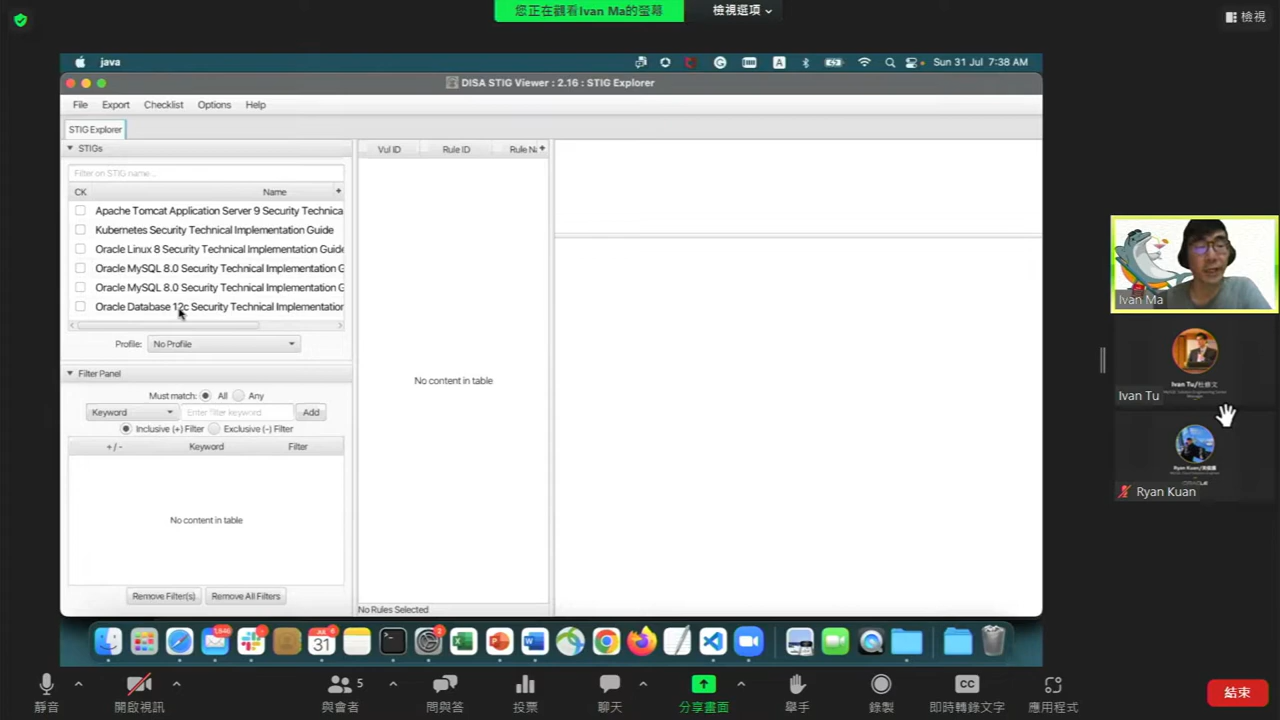 您正在觀看Ivan Ma的螢幕
檢視選項
檢視
java
Sun 31 Jul 7:38 AM
DISA STIG Viewer : 2.16 : STIG Explorer
File Export Checklist Options Help
STIG Explorer
STIGs
Filter on STIG name...
CK Name
Apache Tomcat Application Server 9 Security Technica
Kubernetes Security Technical Implementation Guide
Oracle Linux 8 Security Technical Implementation Guide
Oracle MySQL 8.0 Security Technical Implementation G
Oracle MySQL 8.0 Security Technical Implementation G
Oracle Database 12c Security Technical Implementation
Profile: No Profile
Filter Panel
Must match: All Any
Keyword Enter filter keyword Add
Inclusive (+) Filter Exclusive (-) Filter
+ / - Keyword Filter
No content in table
Remove Filter(s) Remove All Filters
Vul ID Rule ID Rule Na
No content in table
No Rules Selected
Ivan Ma
Ivan Tu/杜修文
Ivan Tu
Ryan Kuan
JUL
31
靜音
開啟視訊
5
與會者
問與答
投票
聊天
分享畫面
舉手
錄製
CC
即時轉錄文字
應用程式
結束